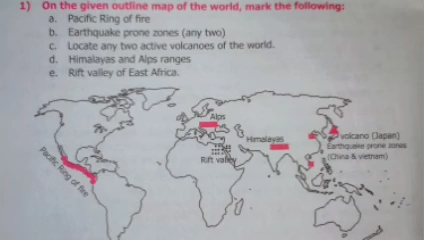 1) On the given outline map of the world, mark the following:
a. Pacific Ring of fire
b. Earthquake prone zones (any two)
c. Locate any two active volcanoes of the world.
d. Himalayas and Alps ranges
e. Rift valley of East Africa.
Alps
Himalayas
volcano (Japan)
Earthquake prone zones
(China & vietnam)
Rift valley
Pacific Ring of fire